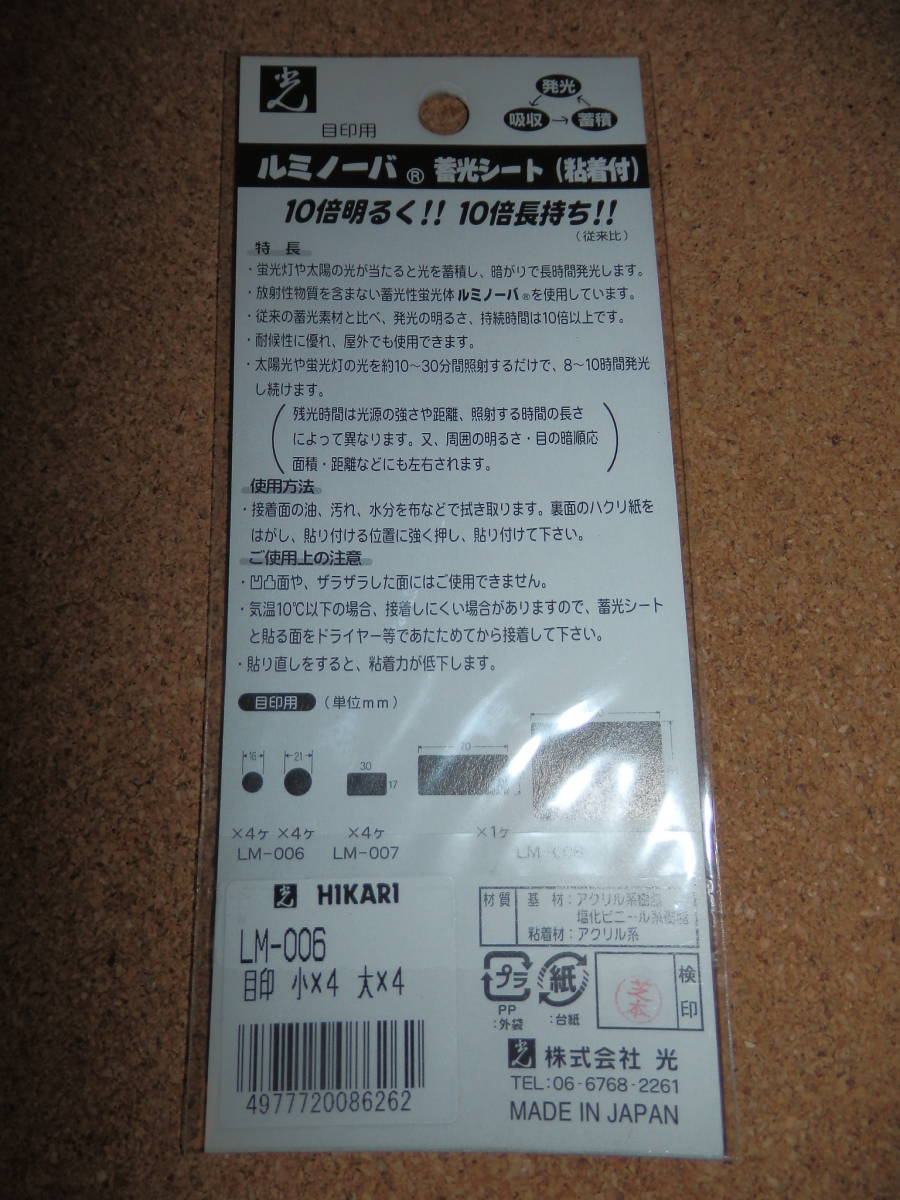 光
目印用
発光
吸収→蓄積
ルミノーバ® 蓄光シート(粘着付)
10倍明るく!! 10倍長持ち!!
(従来比)
特長
・蛍光灯や太陽の光が当たると光を蓄積し、暗がりで長時間発光します。
・放射性物質を含まない蓄光性蛍光体ルミノーバ®を使用しています。
・従来の蓄光素材と比べ、発光の明るさ、持続時間は10倍以上です。
・耐候性に優れ、屋外でも使用できます。
・太陽光や蛍光灯の光を約10〜30分間照射するだけで、8〜10時間発光
し続けます。
残光時間は光源の強さや距離、照射する時間の長さ
によって異なります。又、周囲の明るさ・目の暗順応
面積・距離などにも左右されます。
使用方法
・接着面の油、汚れ、水分を布などで拭き取ります。裏面のハクリ紙を
はがし、貼り付ける位置に強く押し、貼り付けて下さい。
ご使用上の注意
・凹凸面や、ザラザラした面にはご使用できません。
・気温10℃以下の場合、接着しにくい場合がありますので、蓄光シート
と貼る面をドライヤー等であたためてから接着して下さい。
・貼り直しをすると、粘着力が低下します。
目印用 (単位mm)
16 21 30 17 70
×4ヶ ×4ヶ ×4ヶ ×1ヶ
LM-006 LM-007 LM-008
光 HIKARI
LM-006
目印 小×4 大×4
4977720086262
材質 基材:アクリル系樹脂
塩化ビニール系樹脂
粘着材:アクリル系
プラ 紙
PP
:外袋 :台紙
芝本
検印
光 株式会社 光
TEL:06-6768-2261
MADE IN JAPAN